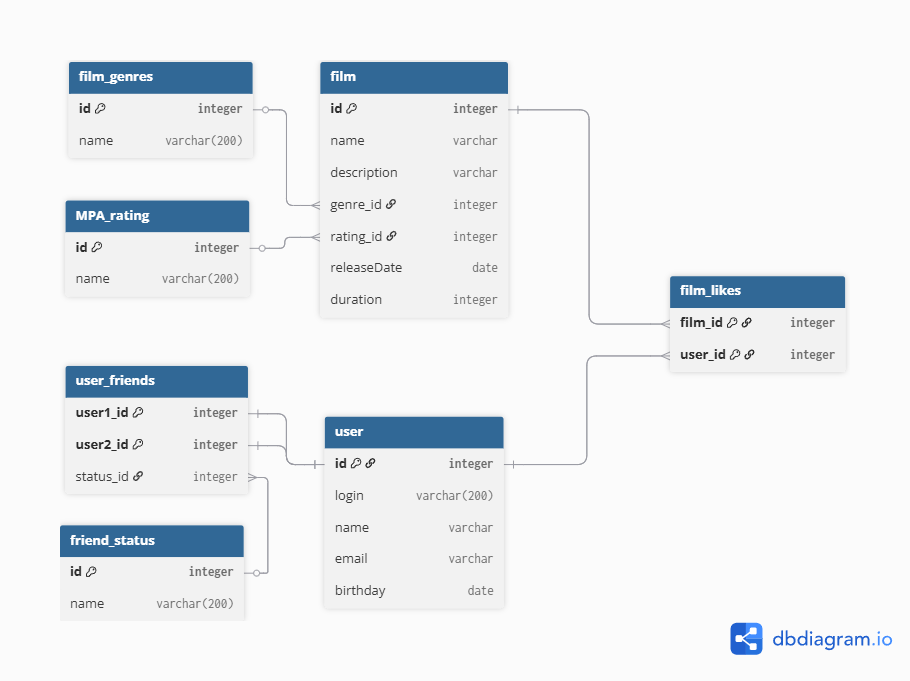 film_genres
id integer
name varchar(200)
film
id integer
name varchar
description varchar
genre_id integer
rating_id integer
releaseDate date
duration integer
MPA_rating
id integer
name varchar(200)
film_likes
film_id integer
user_id integer
user_friends
user1_id integer
user2_id integer
status_id integer
user
id integer
login varchar(200)
name varchar
email varchar
birthday date
friend_status
id integer
name varchar(200)
dbdiagram.io